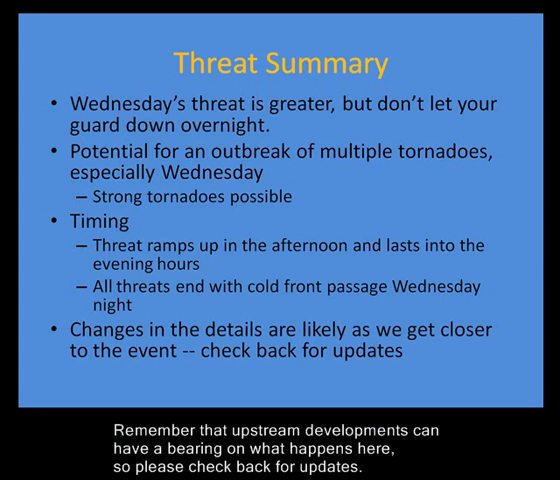 Threat Summary
• Wednesday's threat is greater, but don't let your
guard down overnight.
• Potential for an outbreak of multiple tornadoes,
especially Wednesday
– Strong tornadoes possible
• Timing
– Threat ramps up in the afternoon and lasts into the
evening hours
– All threats end with cold front passage Wednesday
night
• Changes in the details are likely as we get closer
to the event -- check back for updates
Remember that upstream developments can
have a bearing on what happens here,
so please check back for updates.